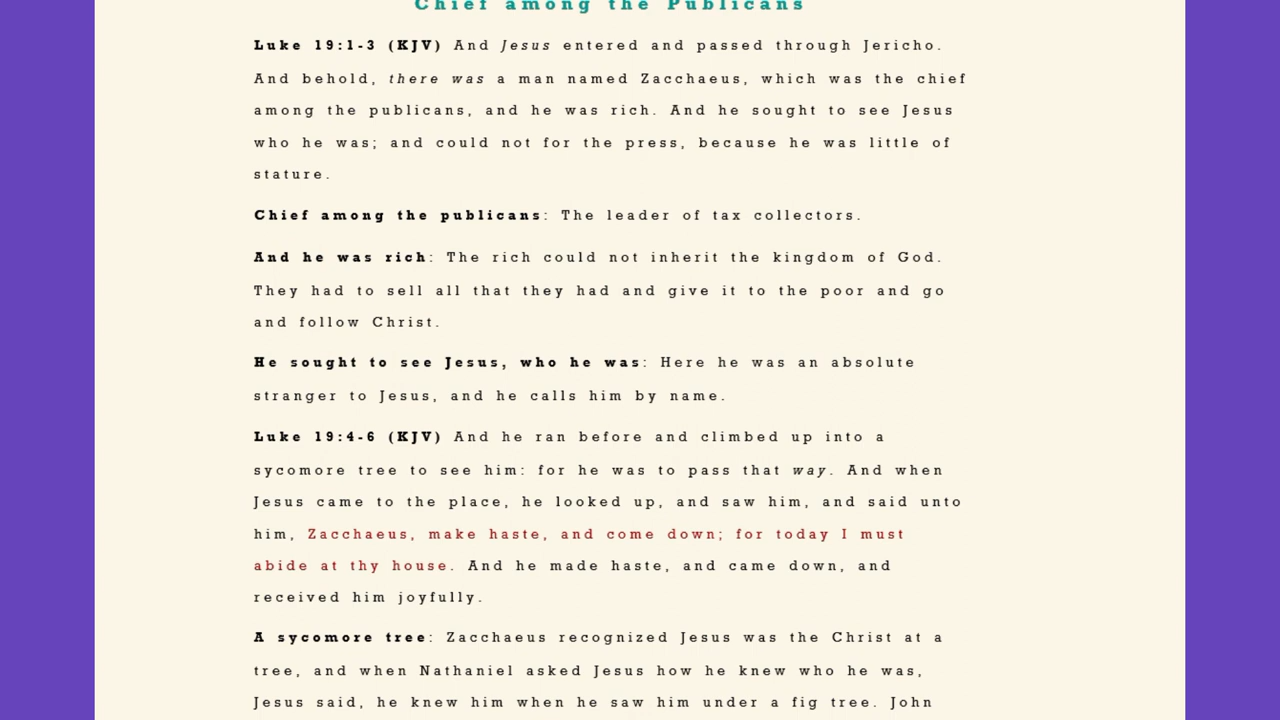 Chief among the Publicans
Luke 19:1-3 (KJV) And Jesus entered and passed through Jericho.
And behold, there was a man named Zacchaeus, which was the chief
among the publicans, and he was rich. And he sought to see Jesus
who he was; and could not for the press, because he was little of
stature.
Chief among the publicans: The leader of tax collectors.
And he was rich: The rich could not inherit the kingdom of God.
They had to sell all that they had and give it to the poor and go
and follow Christ.
He sought to see Jesus, who he was: Here he was an absolute
stranger to Jesus, and he calls him by name.
Luke 19:4-6 (KJV) And he ran before and climbed up into a
sycomore tree to see him: for he was to pass that way. And when
Jesus came to the place, he looked up, and saw him, and said unto
him, Zacchaeus, make haste, and come down; for today I must
abide at thy house. And he made haste, and came down, and
received him joyfully.
A sycomore tree: Zacchaeus recognized Jesus was the Christ at a
tree, and when Nathaniel asked Jesus how he knew who he was,
Jesus said, he knew him when he saw him under a fig tree. John